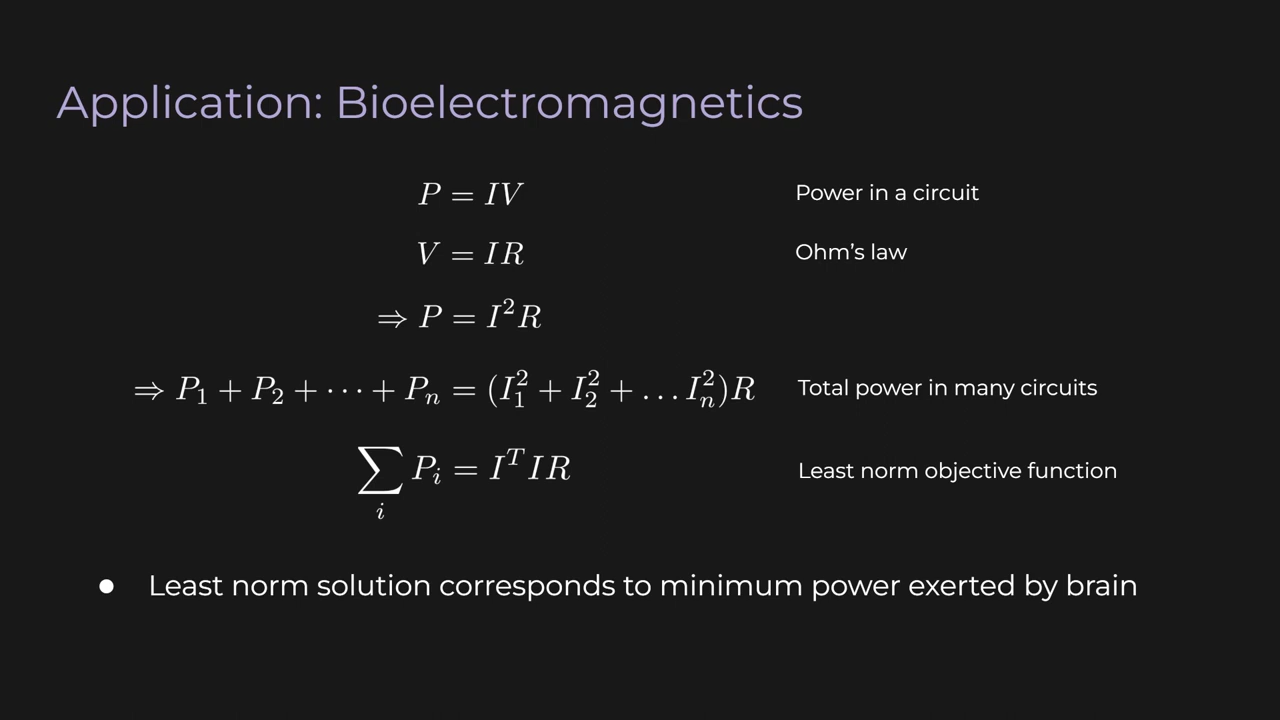 Application: Bioelectromagnetics
P = IV Power in a circuit
V = IR Ohm’s law
⇒ P = I²R
⇒ P₁ + P₂ + ⋯ + Pₙ = (I₁² + I₂² + … Iₙ²)R Total power in many circuits
∑ᵢ Pᵢ = IᵀIR Least norm objective function
● Least norm solution corresponds to minimum power exerted by brain